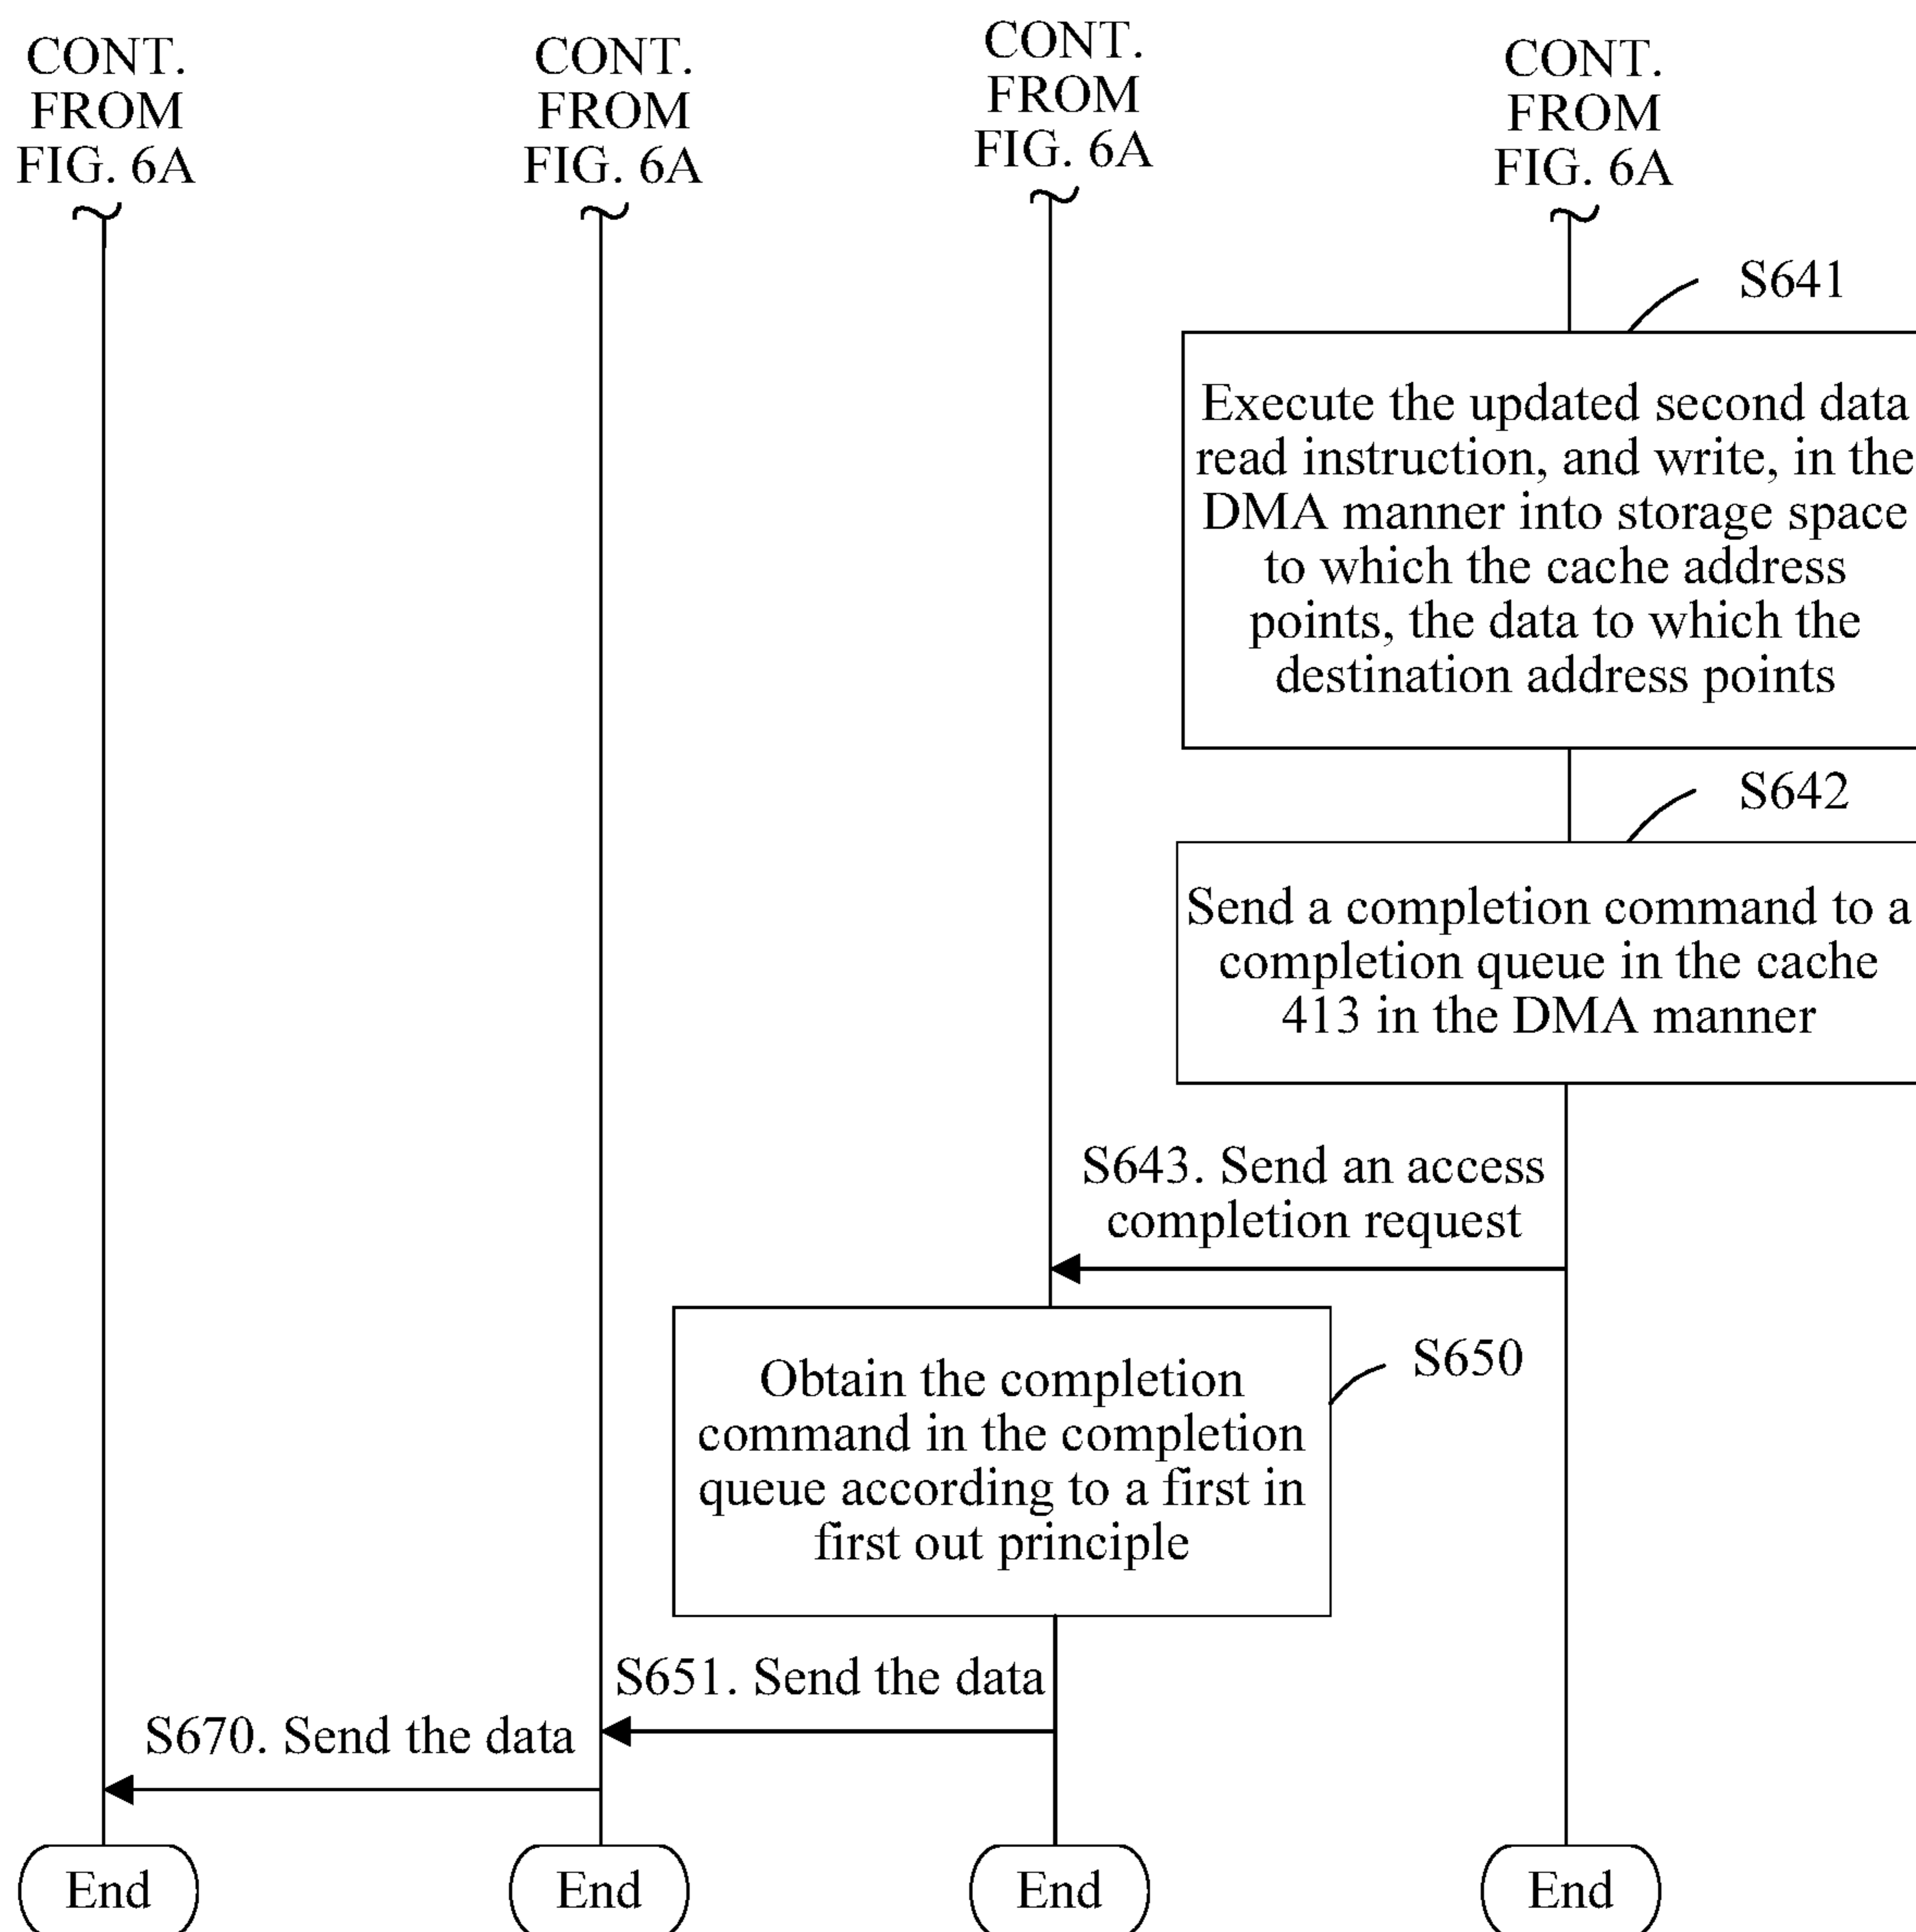 CONT.
FROM
FIG. 6A
CONT.
FROM
FIG. 6A
CONT.
FROM
FIG. 6A
CONT.
FROM
FIG. 6A
S641
Execute the updated second data
read instruction, and write, in the
DMA manner into storage space
to which the cache address
points, the data to which the
destination address points
S642
Send a completion command to a
completion queue in the cache
413 in the DMA manner
S643. Send an access
completion request
S650
Obtain the completion
command in the completion
queue according to a first in
first out principle
S651. Send the data
S670. Send the data
End
End
End
End